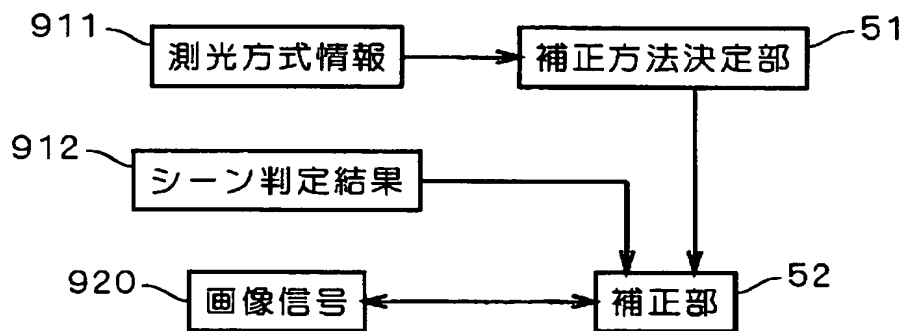 911
測光方式情報
補正方法決定部
51
912
シーン判定結果
920
画像信号
補正部
52